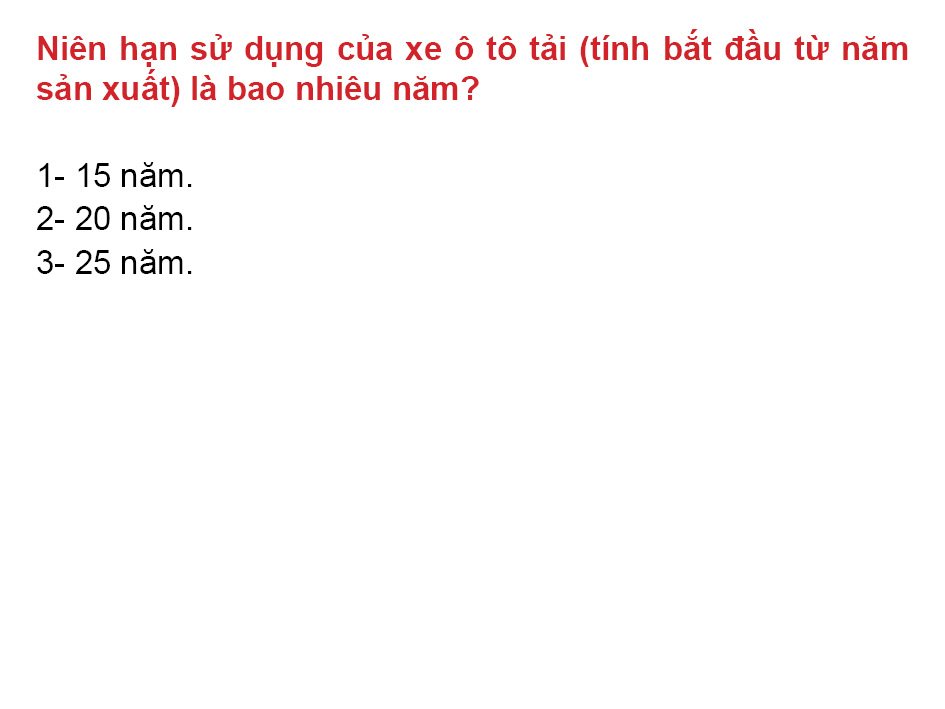 Niên hạn sử dụng của xe ô tô tải (tính bắt đầu từ năm
sản xuất) là bao nhiêu năm?
1- 15 năm.
2- 20 năm.
3- 25 năm.